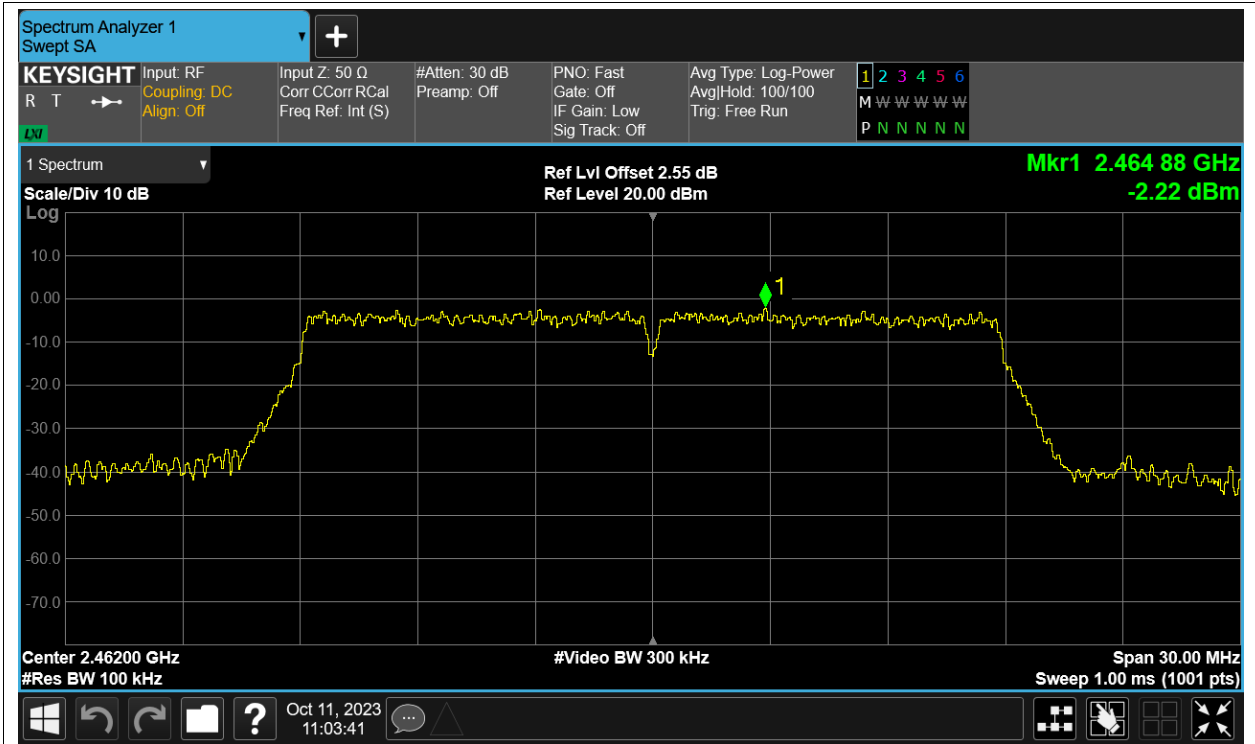 Spectrum Analyzer 1
Swept SA
KEYSIGHT
R T
LXI
Input: RF
Coupling: DC
Align: Off
Input Z: 50 Ω
Corr CCorr RCal
Freq Ref: Int (S)
#Atten: 30 dB
Preamp: Off
PNO: Fast
Gate: Off
IF Gain: Low
Sig Track: Off
Avg Type: Log-Power
Avg|Hold: 100/100
Trig: Free Run
1 2 3 4 5 6
M W W W W W
P N N N N N
1 Spectrum
Scale/Div 10 dB
Log
Ref Lvl Offset 2.55 dB
Ref Level 20.00 dBm
Mkr1 2.464 88 GHz
-2.22 dBm
1
10.0
0.00
-10.0
-20.0
-30.0
-40.0
-50.0
-60.0
-70.0
Center 2.46200 GHz
#Res BW 100 kHz
#Video BW 300 kHz
Span 30.00 MHz
Sweep 1.00 ms (1001 pts)
?
Oct 11, 2023
11:03:41